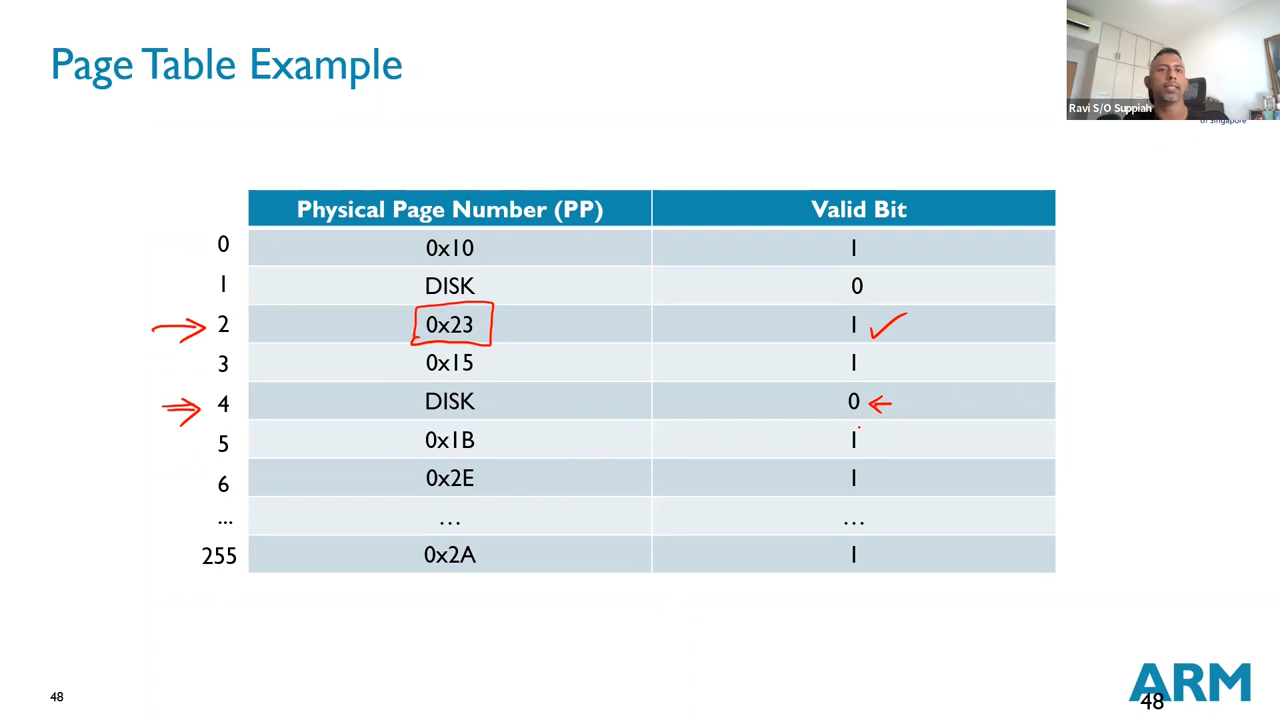 Page Table Example
Ravi S/O Suppiah
of Singapore
Physical Page Number (PP) Valid Bit
0 0x10 1
1 DISK 0
2 0x23 1
3 0x15 1
4 DISK 0
5 0x1B 1
6 0x2E 1
... ... ...
255 0x2A 1
48
ARM
48